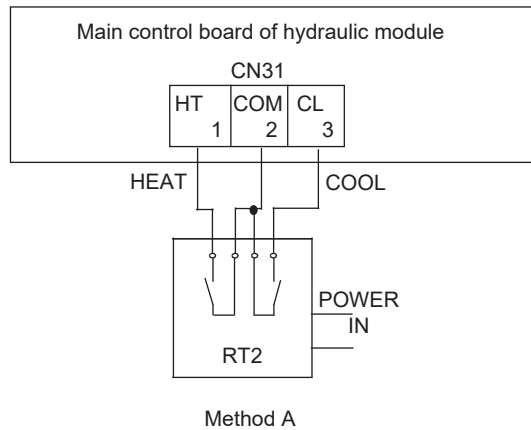 Main control board of hydraulic module
CN31
HT COM CL
1 2 3
HEAT COOL
POWER
IN
RT2
Method A